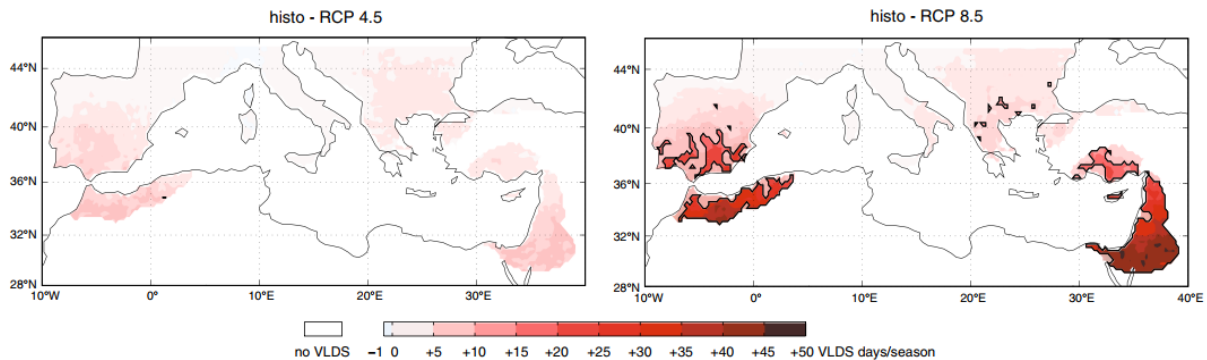 histo - RCP 4.5
histo - RCP 8.5
44°N
40°N
36°N
32°N
28°N
10°W 0° 10°E 20°E 30°E
44°N
40°N
36°N
32°N
28°N
10°W 0° 10°E 20°E 30°E 40°E
no VLDS −1 0 +5 +10 +15 +20 +25 +30 +35 +40 +45 +50 VLDS days/season